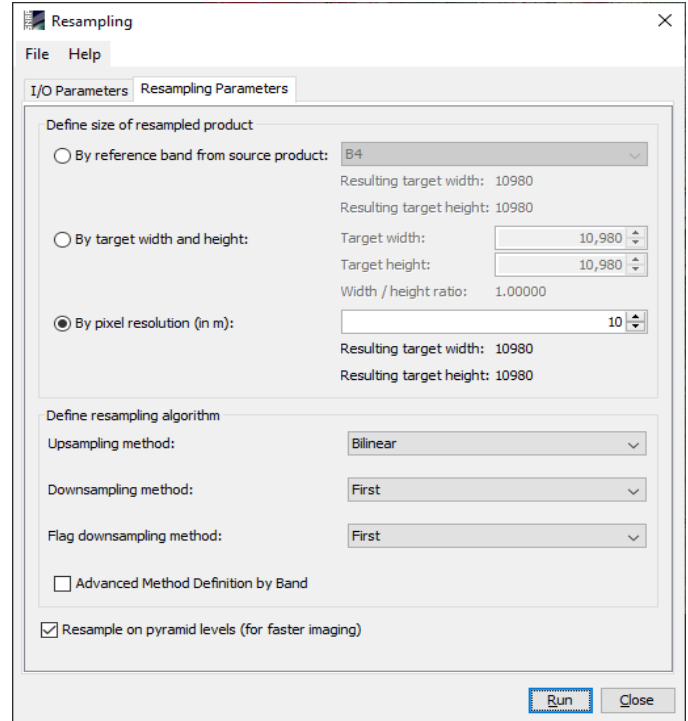 Resampling
File Help
I/O Parameters Resampling Parameters
Define size of resampled product
By reference band from source product: B4
Resulting target width: 10980
Resulting target height: 10980
By target width and height: Target width: 10,980
Target height: 10,980
Width / height ratio: 1.00000
By pixel resolution (in m): 10
Resulting target width: 10980
Resulting target height: 10980
Define resampling algorithm
Upsampling method: Bilinear
Downsampling method: First
Flag downsampling method: First
Advanced Method Definition by Band
Resample on pyramid levels (for faster imaging)
Run Close